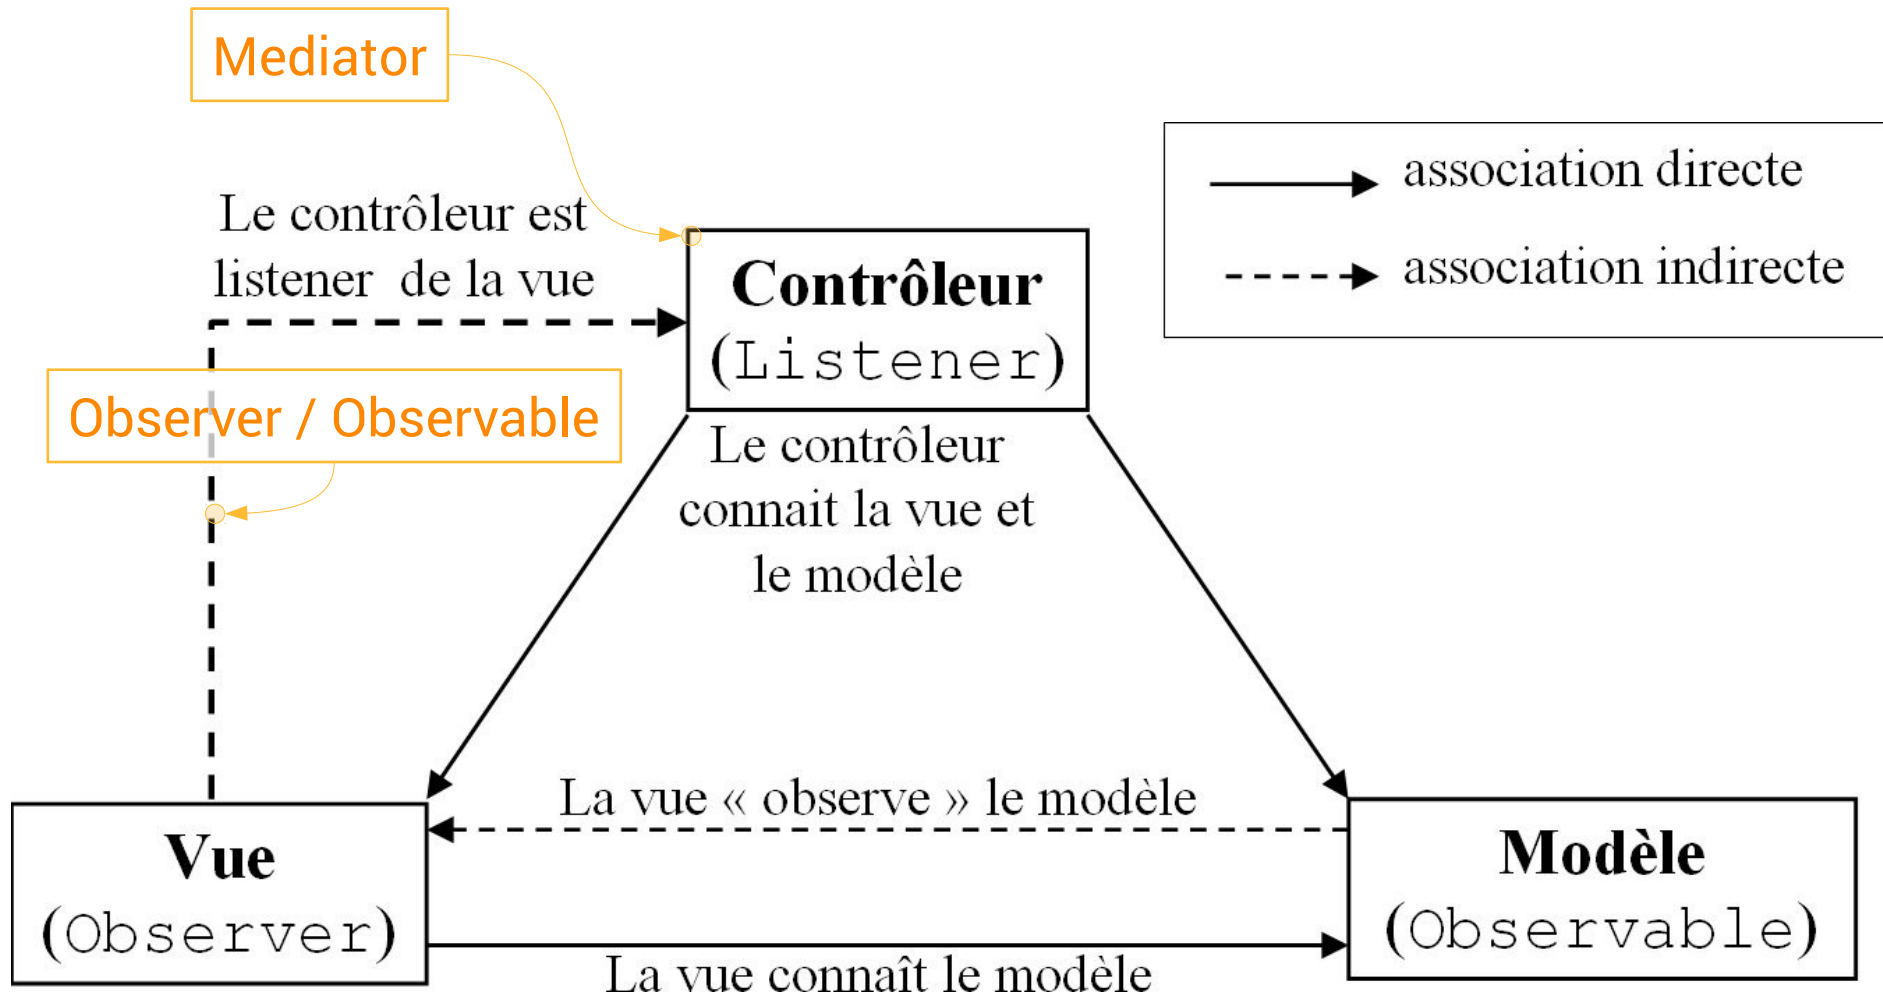 Mediator
association directe
association indirecte
Le contrôleur est
listener de la vue
Contrôleur
(Listener)
Observer / Observable
Le contrôleur
connait la vue et
le modèle
La vue « observe » le modèle
Vue
(Observer)
Modèle
(Observable)
La vue connaît le modèle